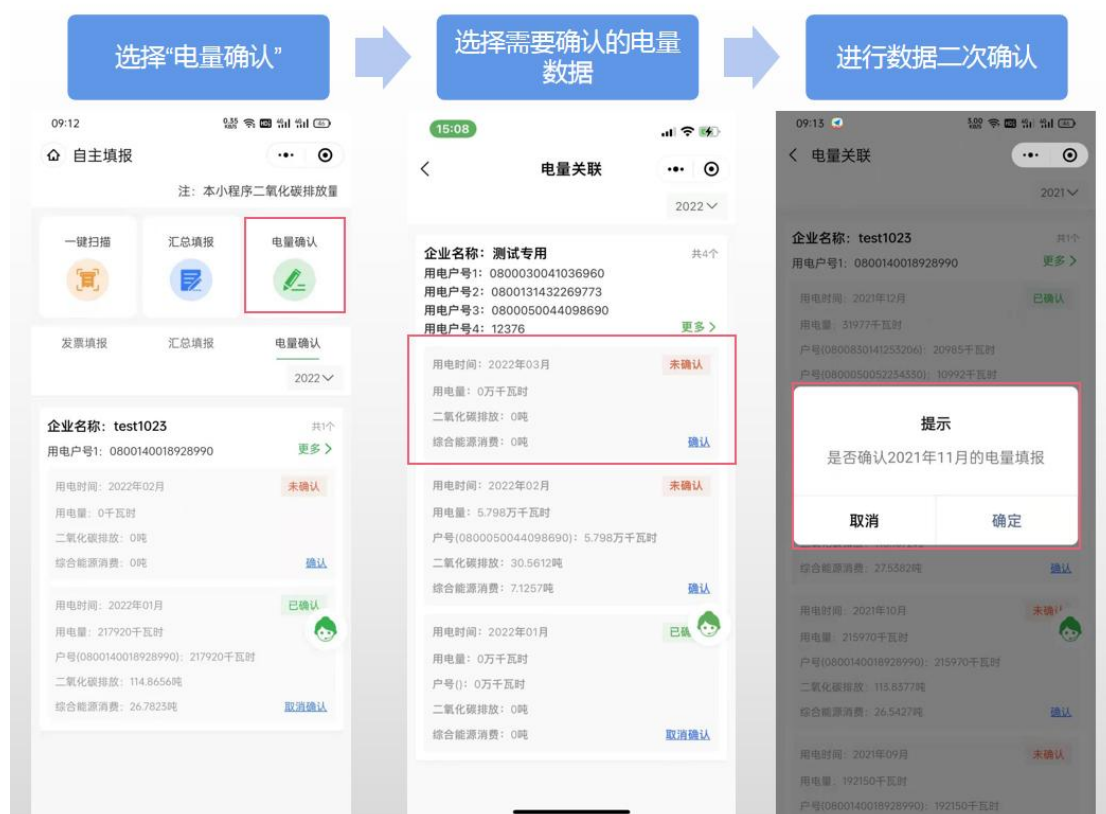 选择“电量确认”
选择需要确认的电量
数据
进行数据二次确认
09:12
自主填报
注：本小程序二氧化碳排放量
一键扫描
汇总填报
电量确认
发票填报
汇总填报
电量确认
2022
企业名称：test1023
共1个
用电户号1：0800140018928990
更多
用电时间：2022年02月
未确认
用电量：0千瓦时
二氧化碳排放：0吨
综合能源消费：0吨
确认
用电时间：2022年01月
已确认
用电量：217920千瓦时
户号(0800140018928990)：217920千瓦时
二氧化碳排放：114.8656吨
综合能源消费：26.7823吨
取消确认
15:08
电量关联
2022
企业名称：测试专用
共4个
用电户号1：0800030041036960
用电户号2：0800131432269773
用电户号3：0800050044098690
用电户号4：12376
更多
用电时间：2022年03月
未确认
用电量：0万千瓦时
二氧化碳排放：0吨
综合能源消费：0吨
确认
用电时间：2022年02月
未确认
用电量：5.798万千瓦时
户号(0800050044098690)：5.798万千瓦时
二氧化碳排放：30.5612吨
综合能源消费：7.1257吨
确认
用电时间：2022年01月
已确
用电量：0万千瓦时
户号()：0万千瓦时
二氧化碳排放：0吨
综合能源消费：0吨
取消确认
09:13
电量关联
2021
企业名称：test1023
共1个
用电户号1：0800140018928990
更多
用电时间：2021年12月
已确认
用电量：31977千瓦时
户号(0800830141253206)：20985千瓦时
户号(0800050052234330)：10992千瓦时
提示
是否确认2021年11月的电量填报
取消
确定
综合能源消费：27.5382吨
确认
用电时间：2021年10月
未确
用电量：215970千瓦时
户号(0800140018928990)：215970千瓦时
二氧化碳排放：113.8377吨
综合能源消费：26.5427吨
确认
用电时间：2021年09月
未确认
用电量：192150千瓦时
户号(0800140018928990)：192150千瓦时